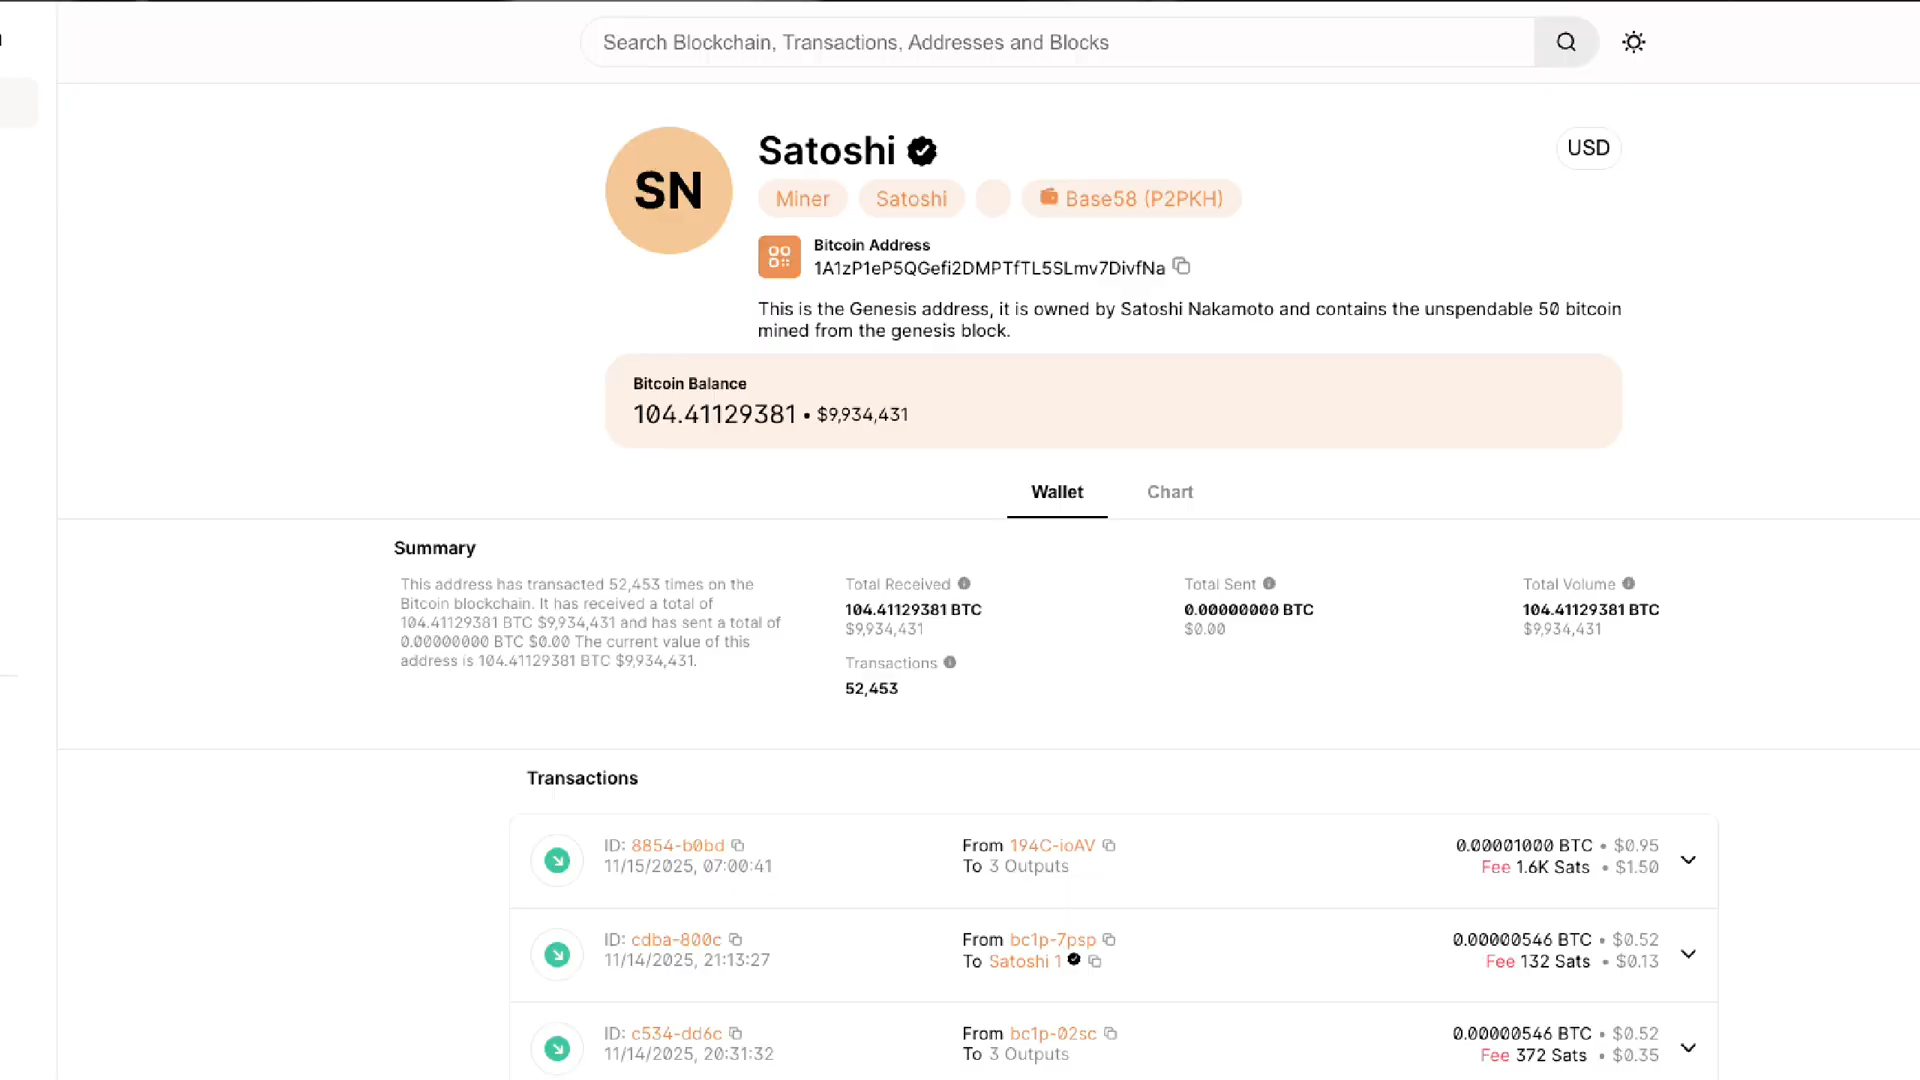 Search Blockchain, Transactions, Addresses and Blocks
SN
Satoshi
USD
Miner
Satoshi
Base58 (P2PKH)
Bitcoin Address
1A1zP1eP5QGefi2DMPTfTL5SLmv7DivfNa
This is the Genesis address, it is owned by Satoshi Nakamoto and contains the unspendable 50 bitcoin
mined from the genesis block.
Bitcoin Balance
104.41129381 • $9,934,431
Wallet
Chart
Summary
This address has transacted 52,453 times on the
Bitcoin blockchain. It has received a total of
104.41129381 BTC $9,934,431 and has sent a total of
0.00000000 BTC $0.00 The current value of this
address is 104.41129381 BTC $9,934,431.
Total Received
104.41129381 BTC
$9,934,431
Total Sent
0.00000000 BTC
$0.00
Total Volume
104.41129381 BTC
$9,934,431
Transactions
52,453
Transactions
ID: 8854-b0bd
11/15/2025, 07:00:41
From 194C-ioAV
To 3 Outputs
0.00001000 BTC • $0.95
Fee 1.6K Sats • $1.50
ID: cdba-800c
11/14/2025, 21:13:27
From bc1p-7psp
To Satoshi 1
0.00000546 BTC • $0.52
Fee 132 Sats • $0.13
ID: c534-dd6c
11/14/2025, 20:31:32
From bc1p-02sc
To 3 Outputs
0.00000546 BTC • $0.52
Fee 372 Sats • $0.35